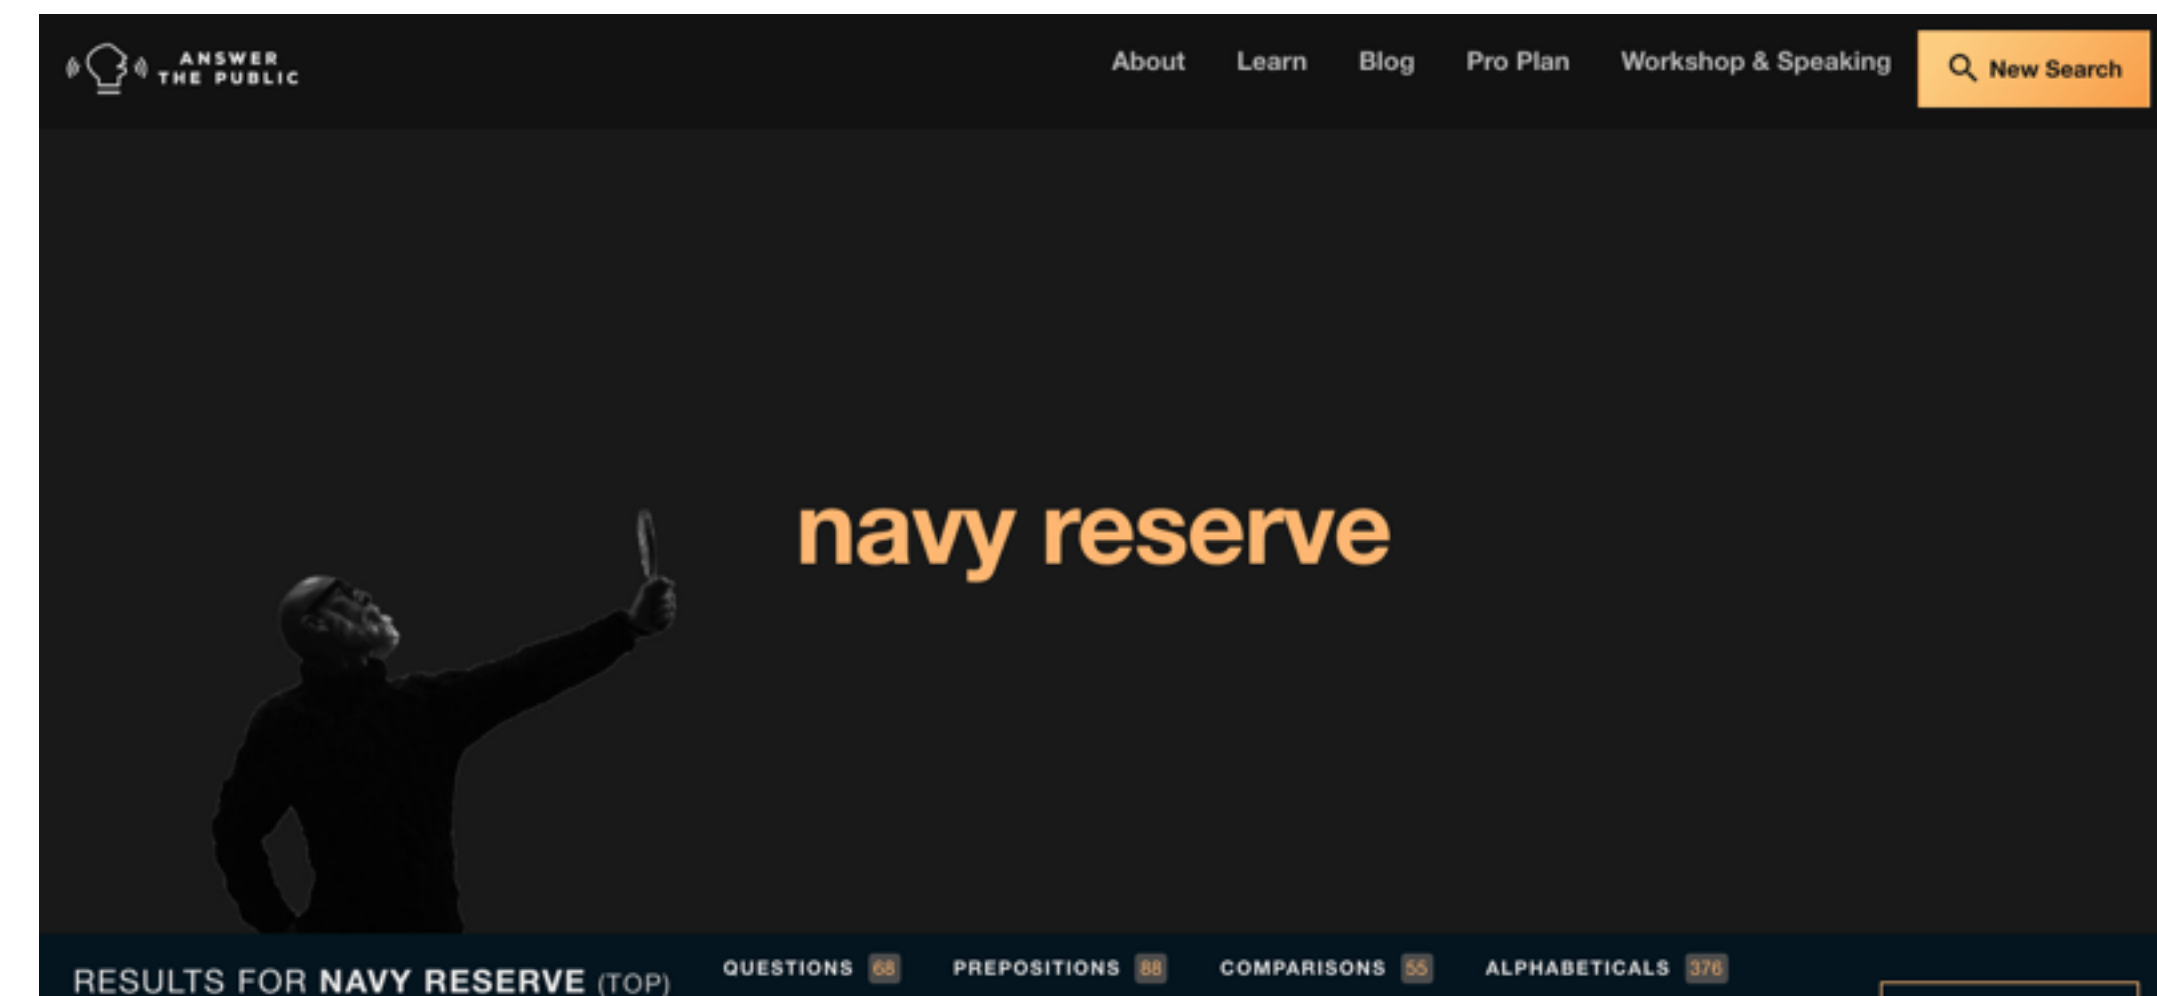 ANSWER
THE PUBLIC
About Learn Blog Pro Plan Workshop & Speaking New Search
navy reserve
RESULTS FOR NAVY RESERVE (TOP)
QUESTIONS 68 PREPOSITIONS 88 COMPARISONS 55 ALPHABETICALS 376